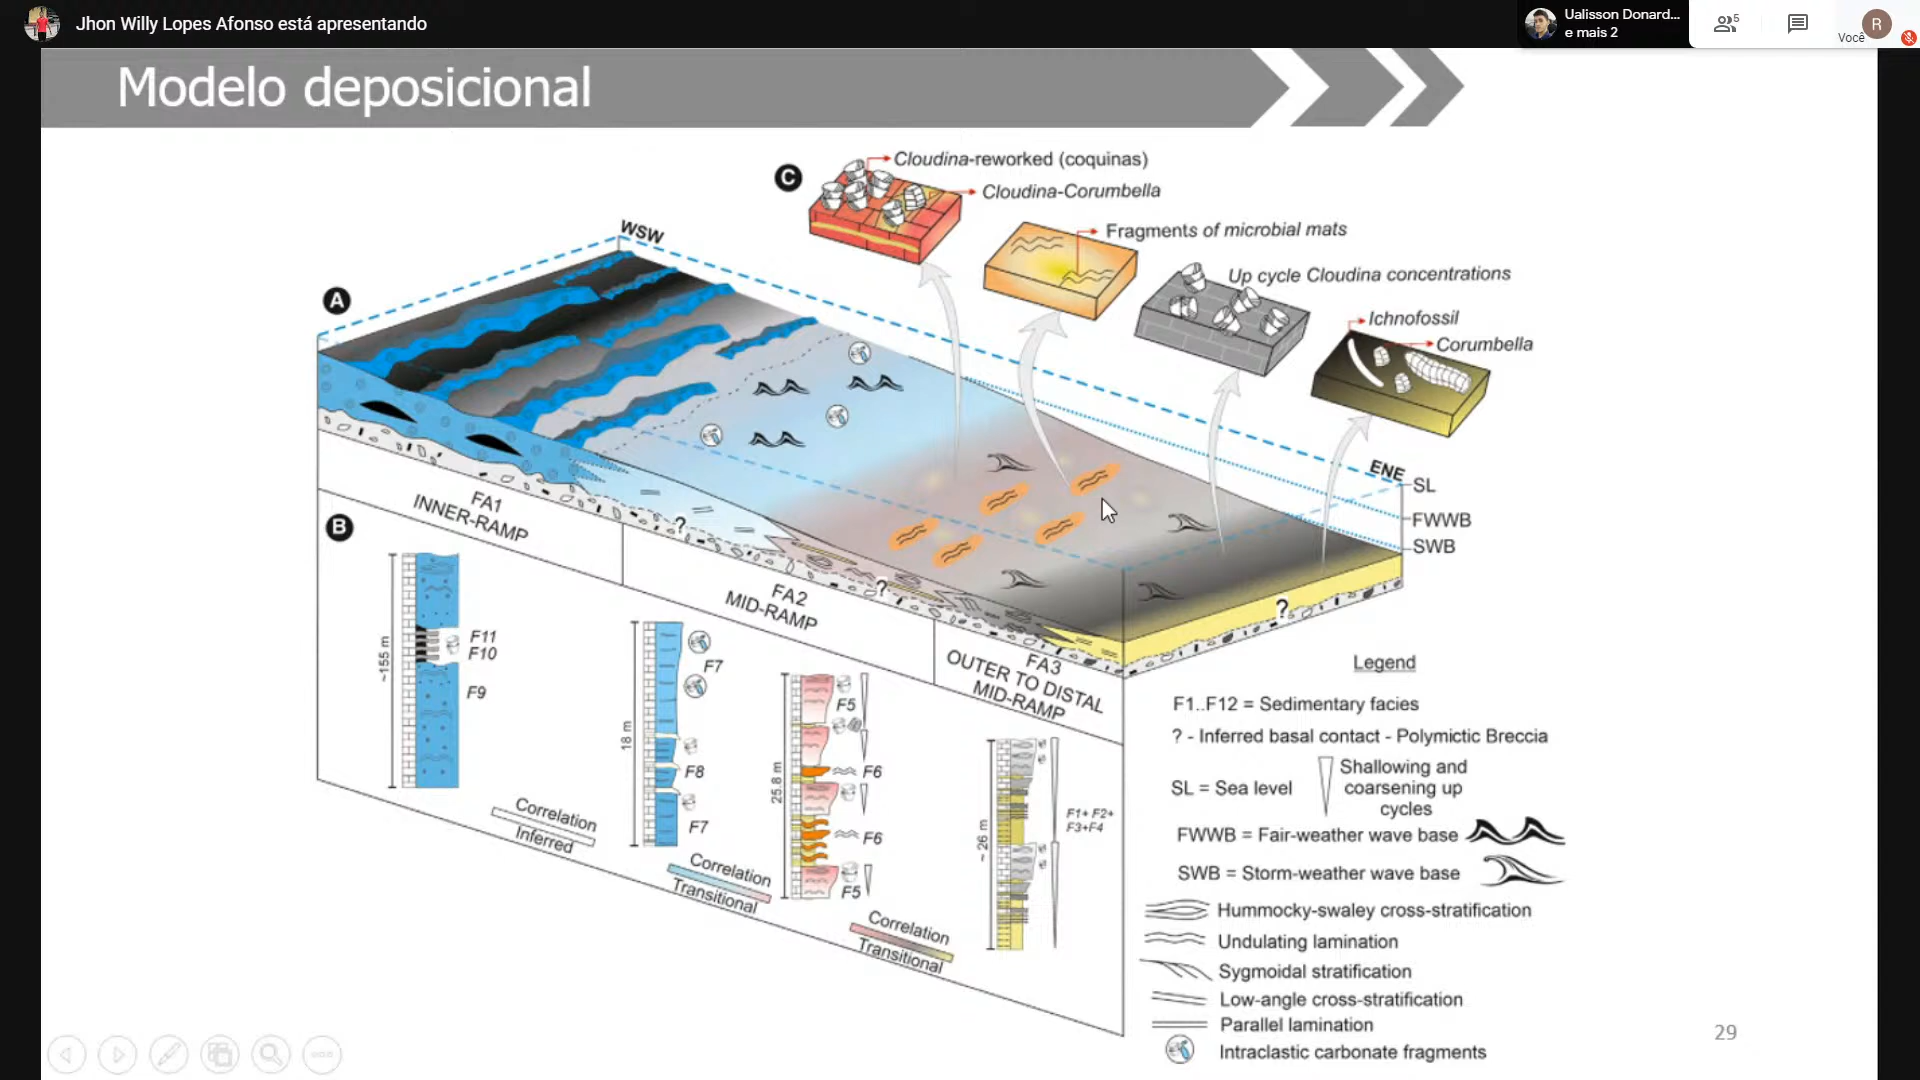 Jhon Willy Lopes Afonso está apresentando
Ualisson Donard...
e mais 2
5
R
Você
Modelo deposicional
C
Cloudina-reworked (coquinas)
Cloudina-Corumbella
Fragments of microbial mats
Up cycle Cloudina concentrations
Ichnofossil
Corumbella
WSW
A
ENE
SL
FWWB
SWB
?
?
?
FA1
INNER-RAMP
FA2
MID-RAMP
FA3
OUTER TO DISTAL
MID-RAMP
B
~155 m
F11
F10
F9
Correlation
Inferred
18 m
F7
F8
F7
Correlation
Transitional
25.8 m
F5
F6
F6
F5
Correlation
Transitional
~ 26 m
F1+ F2+
F3+F4
Legend
F1..F12 = Sedimentary facies
? - Inferred basal contact - Polymictic Breccia
SL = Sea level
Shallowing and
coarsening up
cycles
FWWB = Fair-weather wave base
SWB = Storm-weather wave base
Hummocky-swaley cross-stratification
Undulating lamination
Sygmoidal stratification
Low-angle cross-stratification
Parallel lamination
Intraclastic carbonate fragments
29